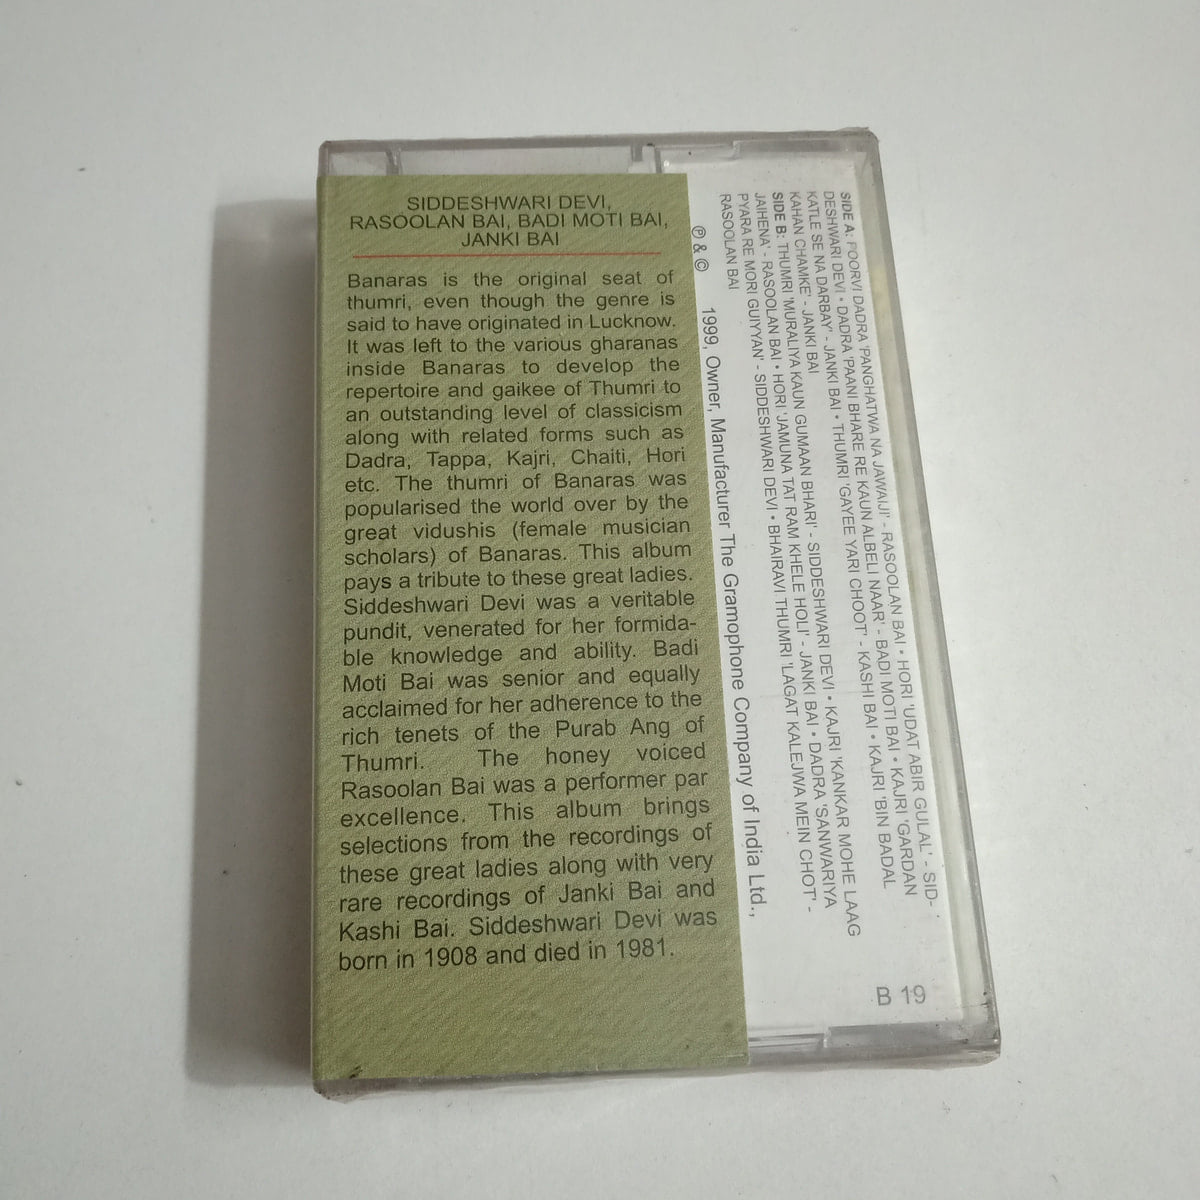 SIDDESHWARI DEVI,
RASOOLAN BAI, BADI MOTI BAI,
JANKI BAI
Banaras is the original seat of
thumri, even though the genre is
said to have originated in Lucknow.
It was left to the various gharanas
inside Banaras to develop the
repertoire and gaikee of Thumri to
an outstanding level of classicism
along with related forms such as
Dadra, Tappa, Kajri, Chaiti, Hori
etc. The thumri of Banaras was
popularised the world over by the
great vidushis (female musician
scholars) of Banaras. This album
pays a tribute to these great ladies.
Siddeshwari Devi was a veritable
pundit, venerated for her formida-
ble knowledge and ability. Badi
Moti Bai was senior and equally
acclaimed for her adherence to the
rich tenets of the Purab Ang of
Thumri. The honey voiced
Rasoolan Bai was a performer par
excellence. This album brings
selections from the recordings of
these great ladies along with very
rare recordings of Janki Bai and
Kashi Bai. Siddeshwari Devi was
born in 1908 and died in 1981.
SIDE A: POORVI DADRA 'PANGHATWA NA JAWAIJI' - RASOOLAN BAI • HORI 'UDAT ABIR GULAL' - SID-
DESHWARI DEVI • DADRA 'PAANI BHARE RE KAUN ALBELI NAAR' - BADI MOTI BAI • KAJRI 'GARDAN
KATLE SE NA DARBAY' - JANKI BAI • THUMRI 'GAYEE YARI CHOOT' - KASHI BAI • KAJRI 'BIN BADAL
KAHAN CHAMKE' - JANKI BAI
SIDE B: THUMRI 'MURALIYA KAUN GUMAAN BHARI' - SIDDESHWARI DEVI • KAJRI 'KANKAR MOHE LAAG
JAIHENA' - RASOOLAN BAI • HORI 'JAMUNA TAT RAM KHELE HOLI' - JANKI BAI • DADRA 'SANWARIYA
PYARA RE MORI GUIYYAN' - SIDDESHWARI DEVI • BHAIRAVI THUMRI 'LAGAT KALEJWA MEIN CHOT' -
RASOOLAN BAI
Ⓟ & © 1999, Owner, Manufacturer The Gramophone Company of India Ltd.,
B 19